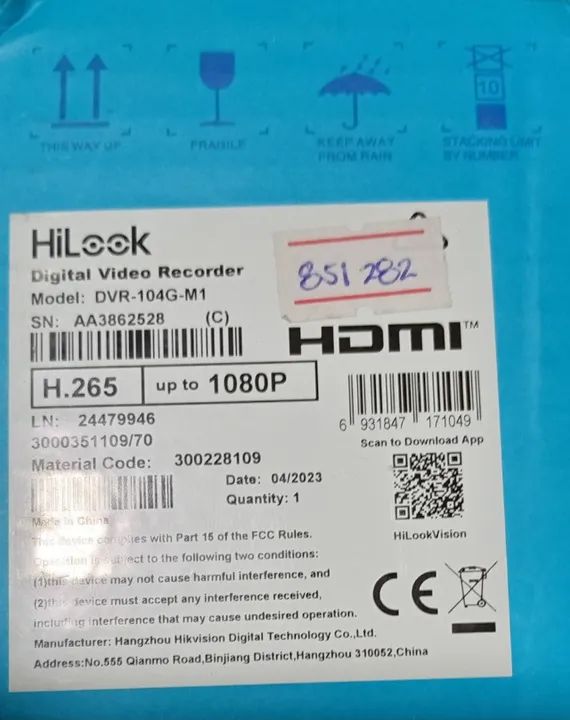 10
THIS WAY UP
FRAGILE
KEEP AWAY
FROM RAIN
STACKING LIMIT
BY NUMBER
HiLook
Digital Video Recorder
851282
Model: DVR-104G-M1
SN: AA3862528 (C)
HDMI™
H.265 up to 1080P
6 931847 171049
LN: 24479946
3000351109/70
Scan to Download App
Material Code: 300228109
Date: 04/2023
Quantity: 1
HiLookVision
Made in China
This device complies with Part 15 of the FCC Rules.
Operation is subject to the following two conditions:
(1)this device may not cause harmful interference, and
(2)this device must accept any interference received,
including interference that may cause undesired operation.
CE
Manufacturer: Hangzhou Hikvision Digital Technology Co.,Ltd.
Address:No.555 Qianmo Road,Binjiang District,Hangzhou 310052,China